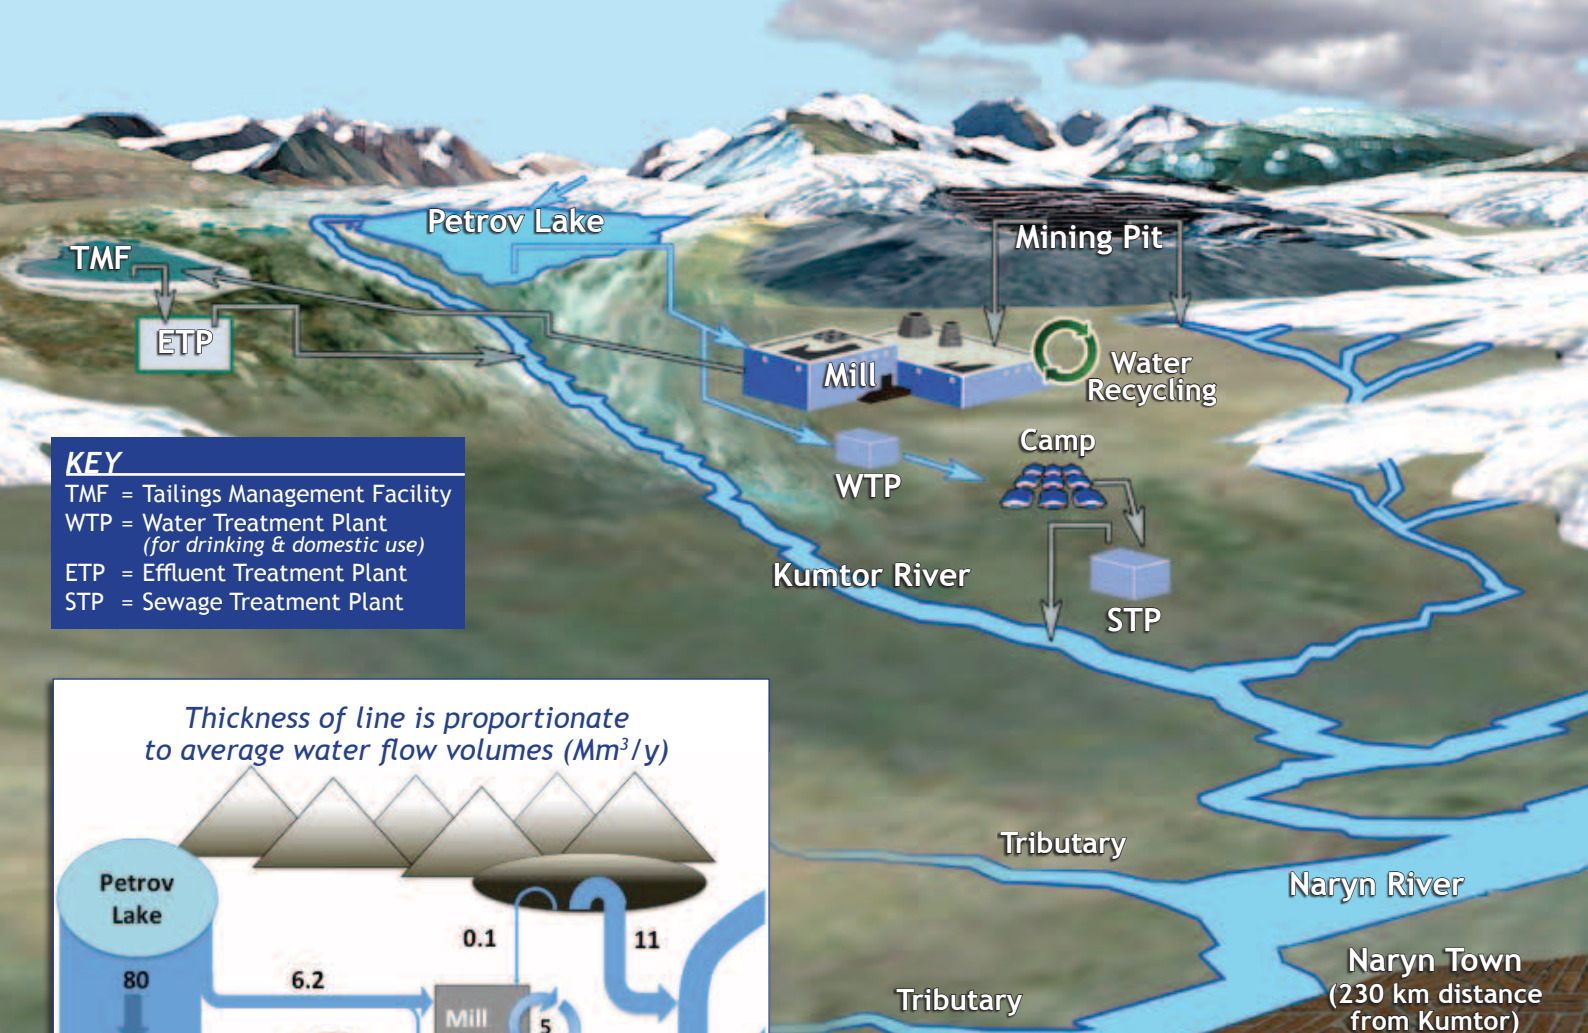 Petrov Lake
TMF
Mining Pit
ETP
Mill
Water
Recycling
Camp
WTP
KEY
TMF = Tailings Management Facility
WTP = Water Treatment Plant
(for drinking & domestic use)
ETP = Effluent Treatment Plant
STP = Sewage Treatment Plant
Kumtor River
STP
Thickness of line is proportionate
to average water flow volumes (Mm³/y)
Petrov
Lake
80
6.2
0.1
11
Mill
5
Tributary
Naryn River
Naryn Town
(230 km distance
from Kumtor)
Tributary